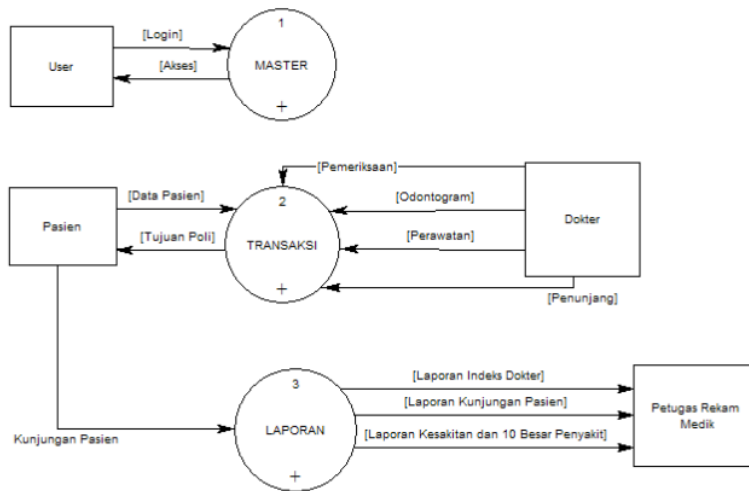 1
[Login]
User
[Akses]
MASTER
+
[Pemeriksaan]
2
[Data Pasien]
[Odontogram]
Pasien
Dokter
[Tujuan Poli]
TRANSAKSI
[Perawatan]
+
[Penunjang]
3
[Laporan Indeks Dokter]
[Laporan Kunjungan Pasien]
Petugas Rekam
Medik
Kunjungan Pasien
LAPORAN
[Laporan Kesakitan dan 10 Besar Penyakit]
+